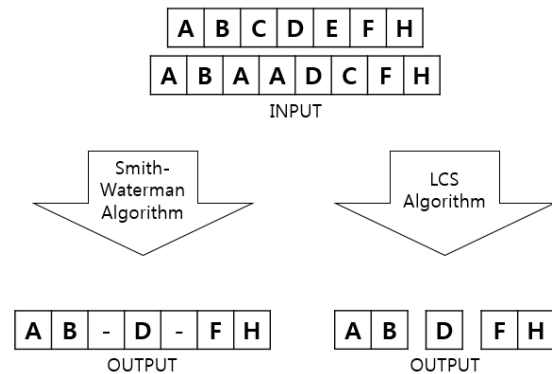 A B C D E F H
A B A A D C F H
INPUT
Smith-
Waterman
Algorithm
LCS
Algorithm
A B - D - F H
OUTPUT
A B D F H
OUTPUT